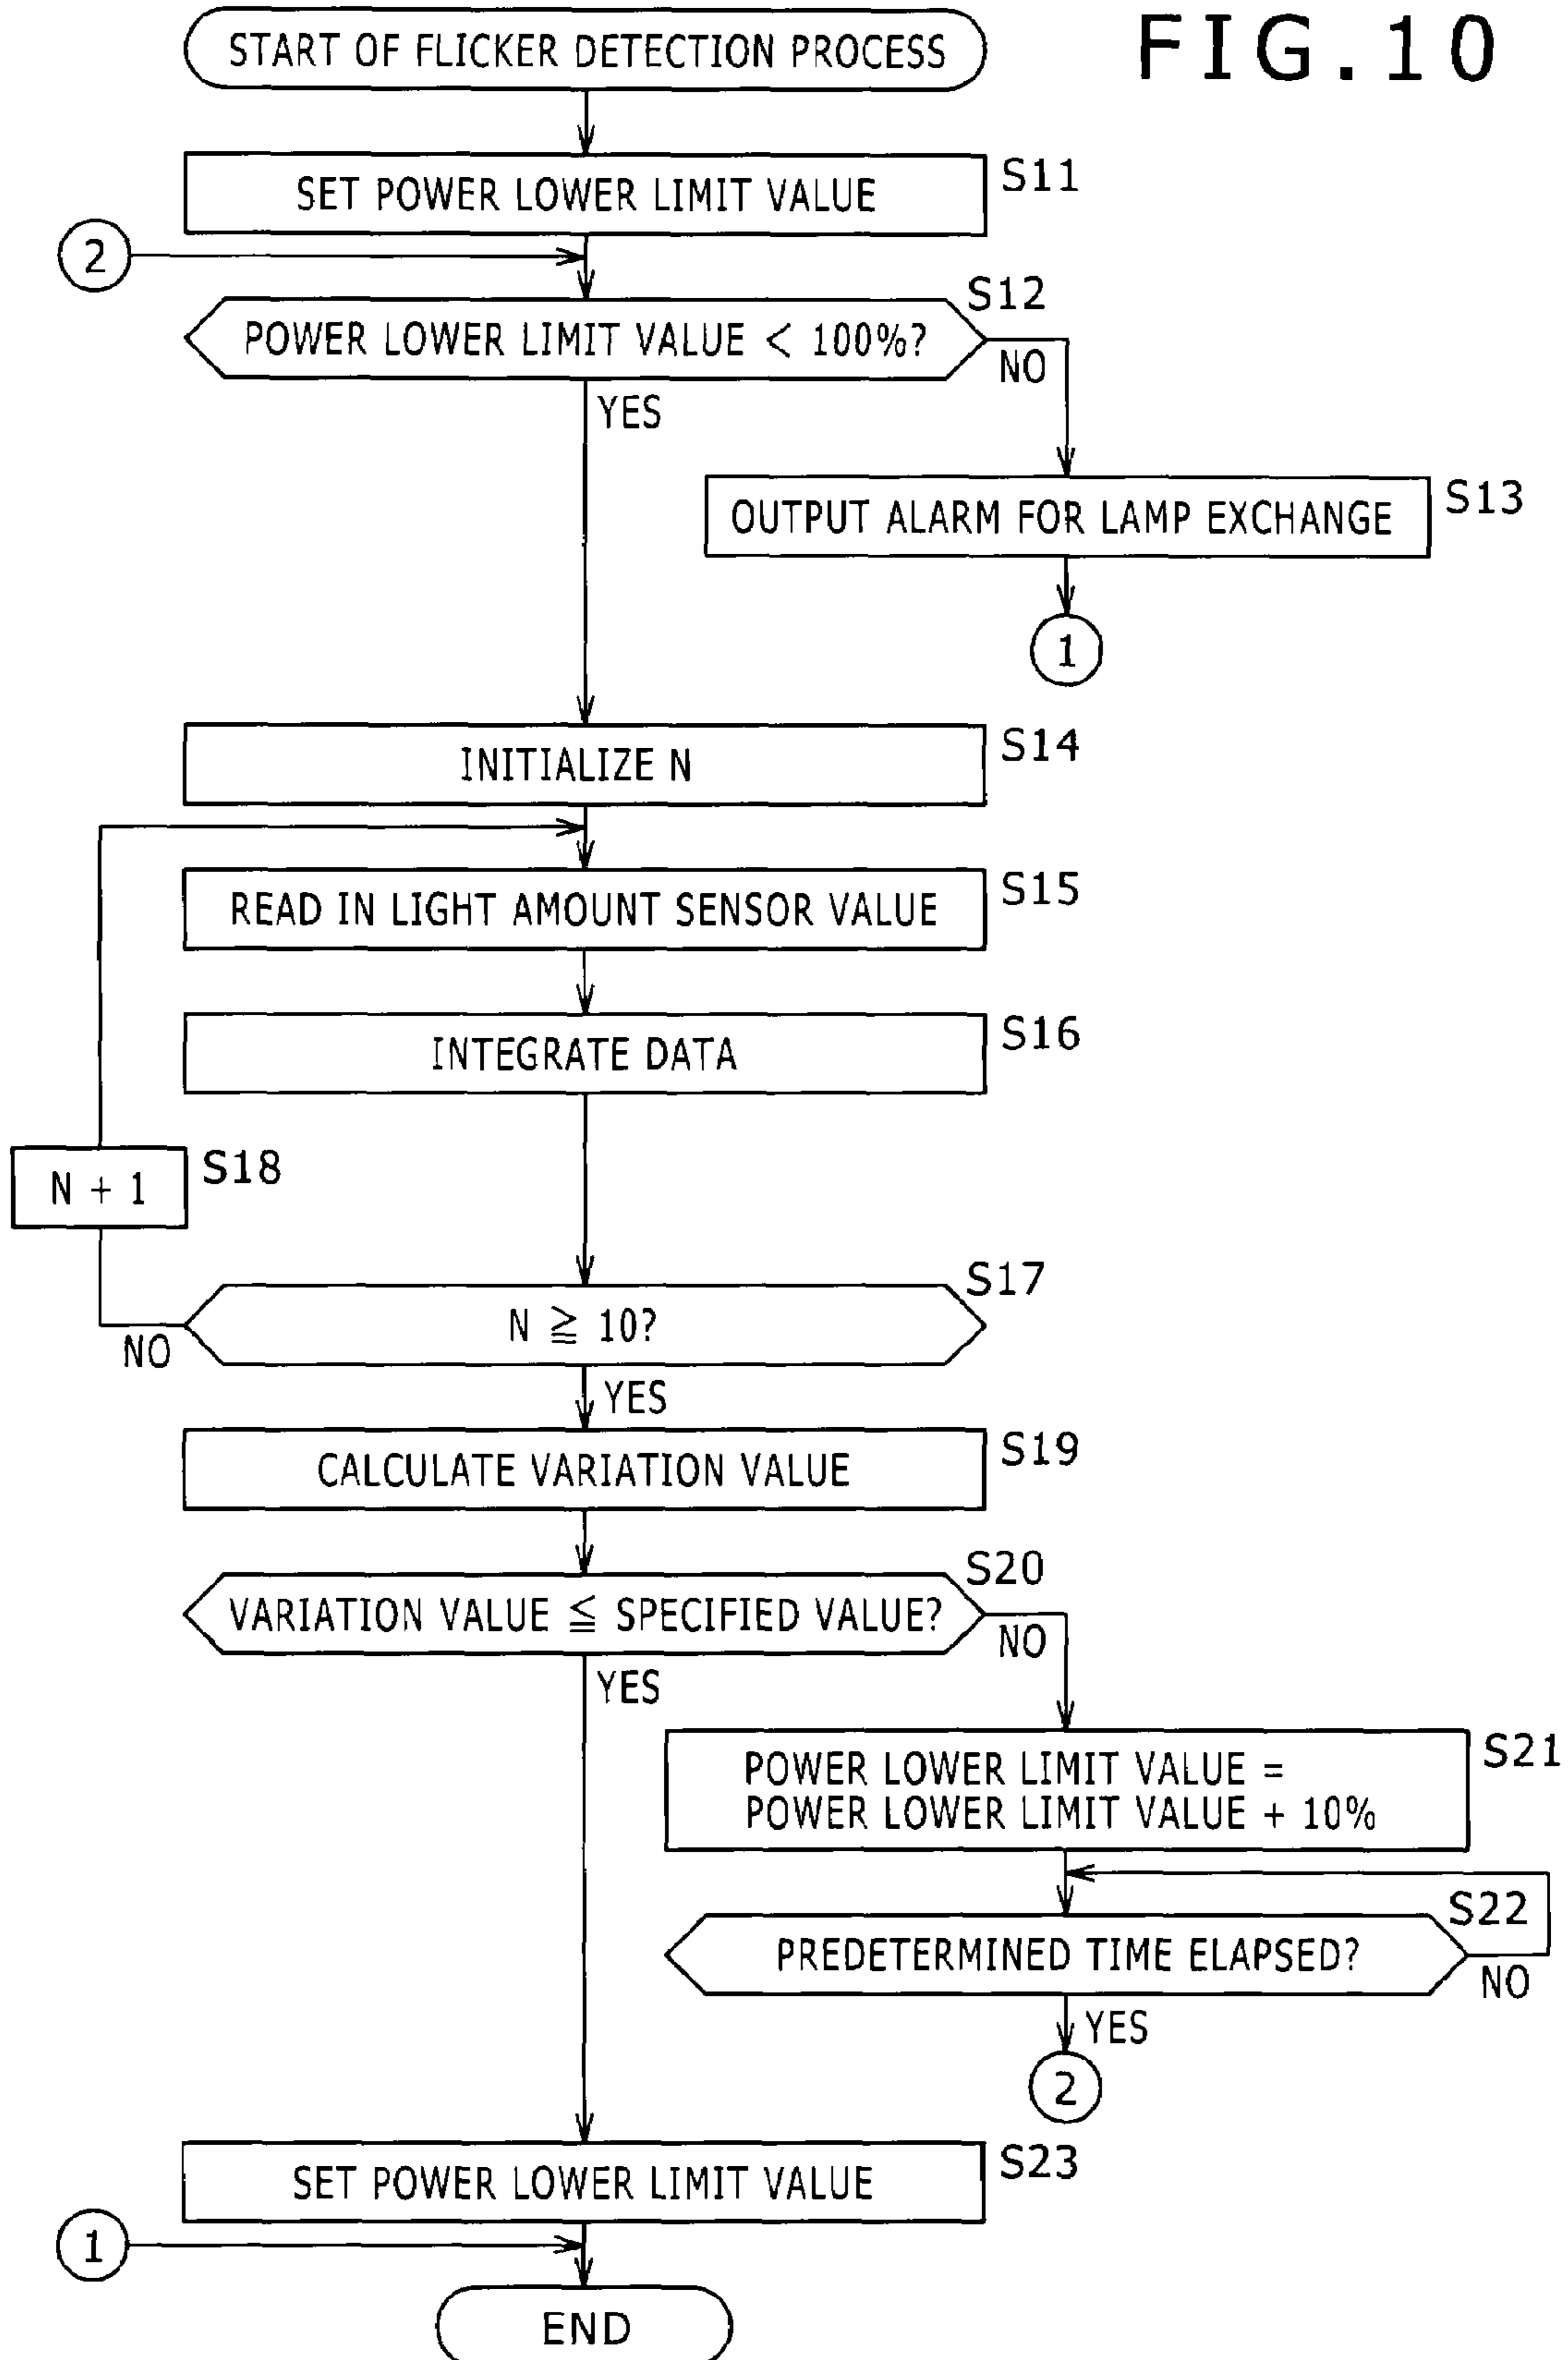 FIG.10
START OF FLICKER DETECTION PROCESS
SET POWER LOWER LIMIT VALUE
S11
2
POWER LOWER LIMIT VALUE < 100%?
S12
NO
YES
OUTPUT ALARM FOR LAMP EXCHANGE
S13
1
INITIALIZE N
S14
READ IN LIGHT AMOUNT SENSOR VALUE
S15
INTEGRATE DATA
S16
N + 1
S18
N ≧ 10?
S17
NO
YES
CALCULATE VARIATION VALUE
S19
VARIATION VALUE ≦ SPECIFIED VALUE?
S20
NO
YES
POWER LOWER LIMIT VALUE =
POWER LOWER LIMIT VALUE + 10%
S21
PREDETERMINED TIME ELAPSED?
S22
NO
YES
2
SET POWER LOWER LIMIT VALUE
S23
1
END